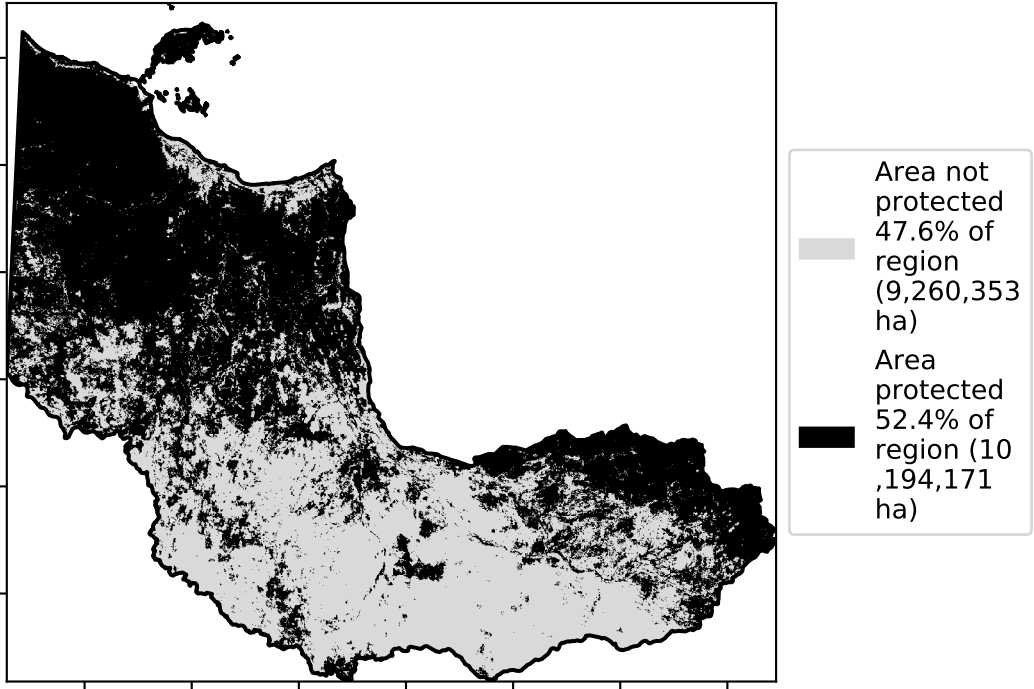 Area not
protected
47.6% of
region
(9,260,353
ha)
Area
protected
52.4% of
region (10
,194,171
ha)